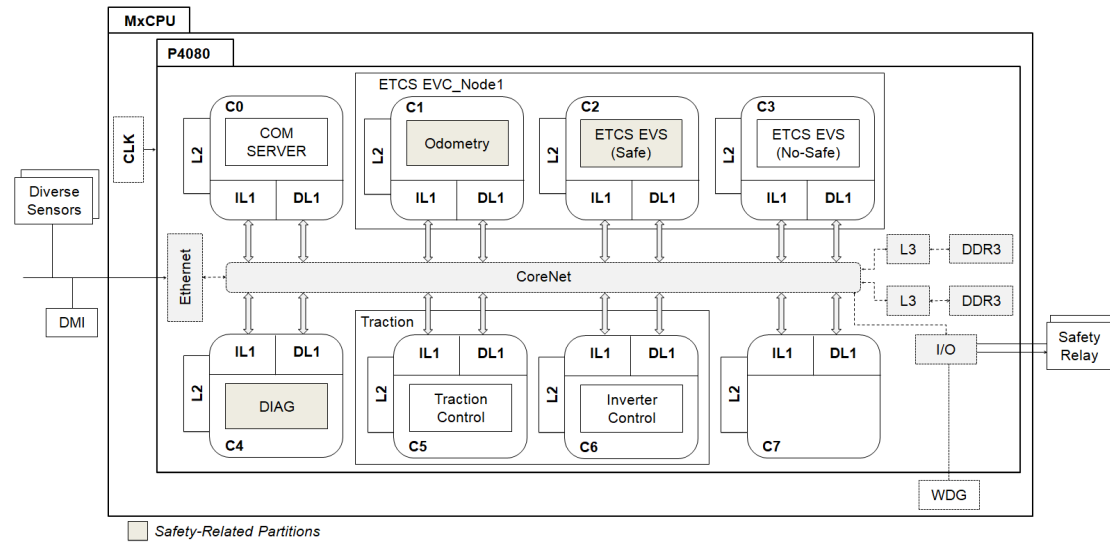 MxCPU
P4080
ETCS EVC_Node1
C0
C1
C2
C3
COM
SERVER
Odometry
ETCS EVS
(Safe)
ETCS EVS
(No-Safe)
CLK
L2
L2
L2
L2
IL1
DL1
IL1
DL1
IL1
DL1
IL1
DL1
Diverse
Sensors
Ethernet
CoreNet
L3
DDR3
L3
DDR3
DMI
Traction
I/O
Safety
Relay
IL1
DL1
IL1
DL1
IL1
DL1
IL1
DL1
L2
L2
L2
L2
DIAG
Traction
Control
Inverter
Control
C4
C5
C6
C7
WDG
Safety-Related Partitions